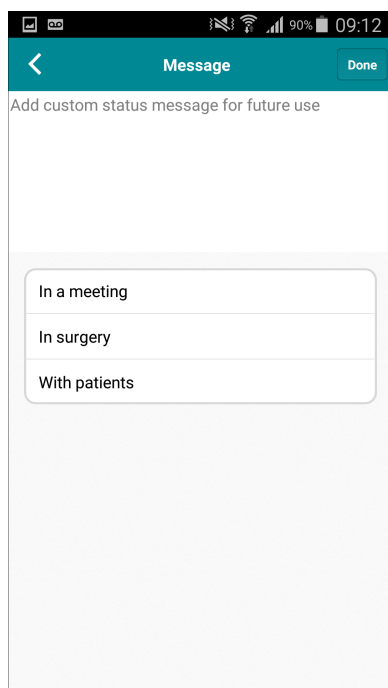 90% 09:12
Message
Done
Add custom status message for future use
In a meeting
In surgery
With patients